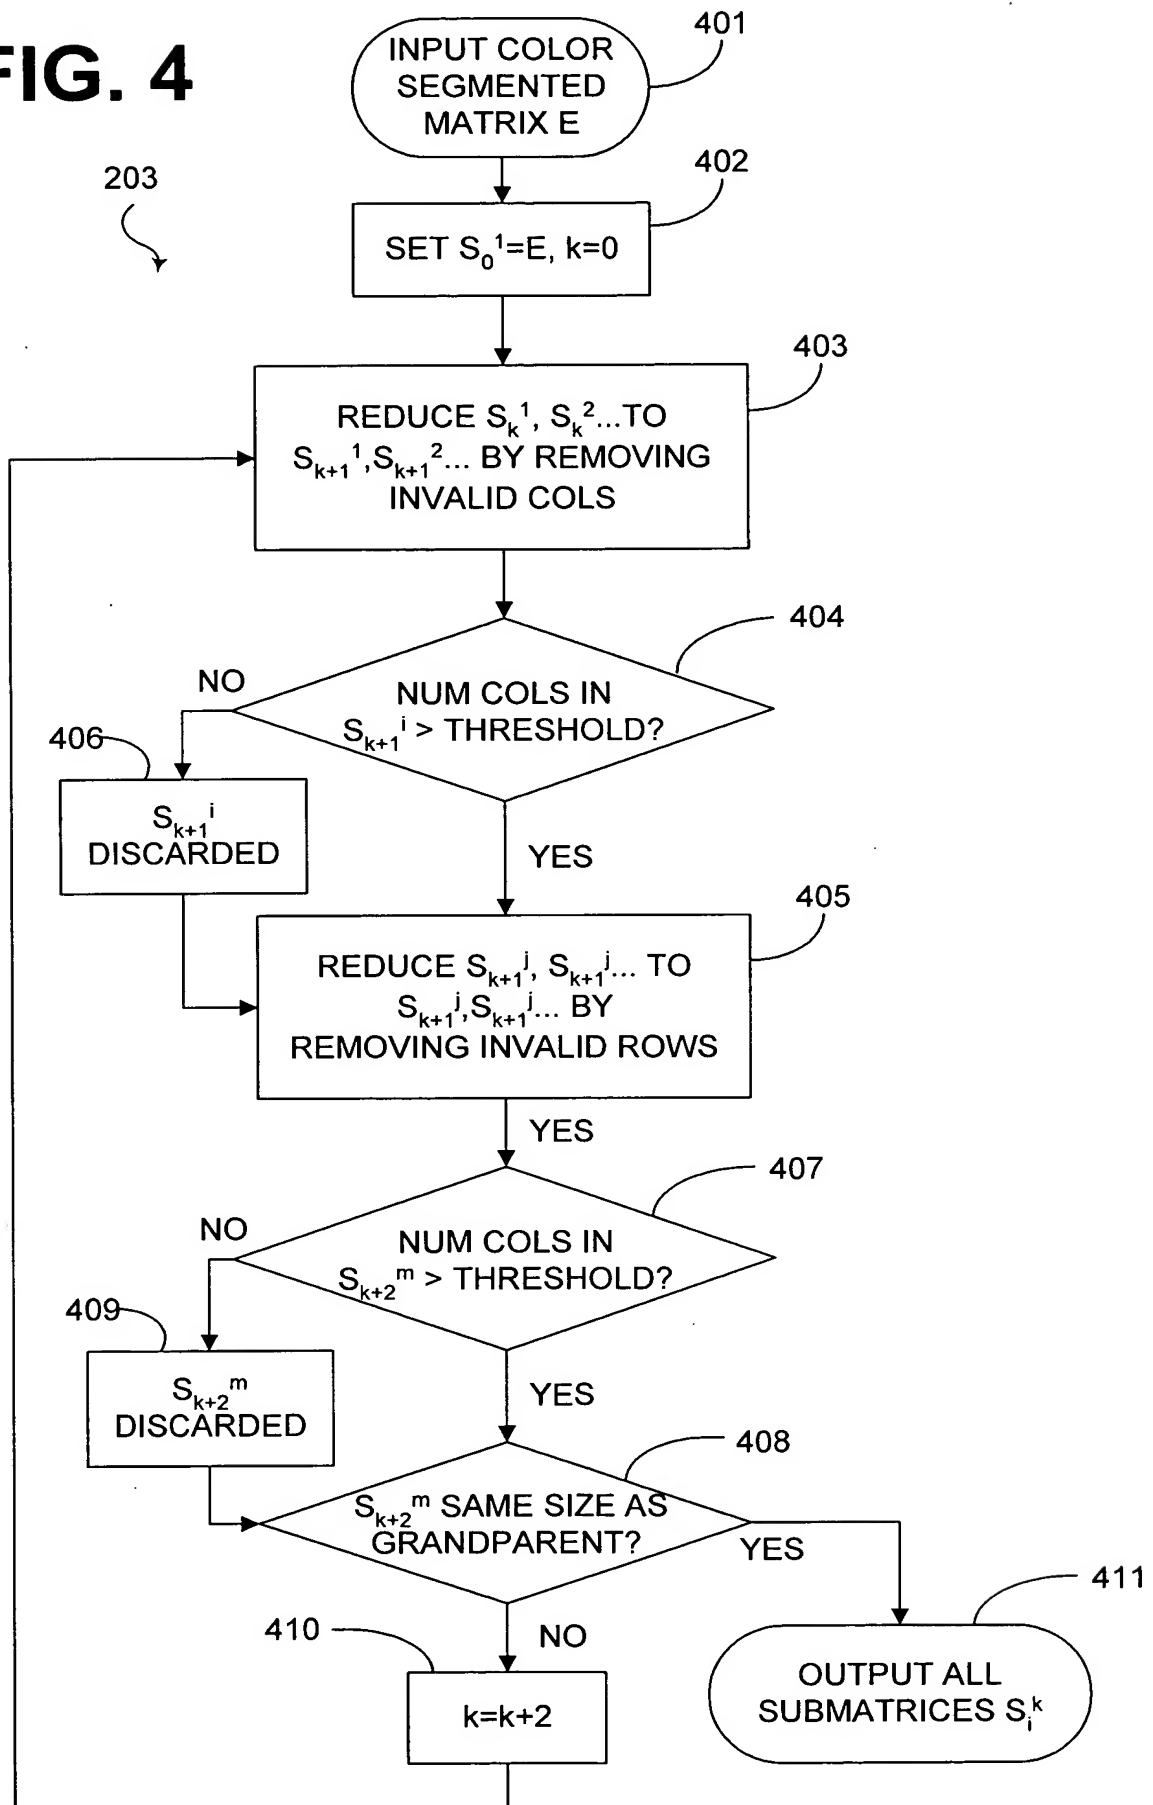 FIG. 4
203
401
INPUT COLOR
SEGMENTED
MATRIX E
402
SET S₀¹=E, k=0
403
REDUCE Sₖ¹, Sₖ²...TO
Sₖ₊₁¹,Sₖ₊₁²... BY REMOVING
INVALID COLS
404
NUM COLS IN
Sₖ₊₁ⁱ > THRESHOLD?
NO
YES
406
Sₖ₊₁ⁱ
DISCARDED
405
REDUCE Sₖ₊₁ʲ, Sₖ₊₁ʲ... TO
Sₖ₊₁ʲ,Sₖ₊₁ʲ... BY
REMOVING INVALID ROWS
YES
407
NUM COLS IN
Sₖ₊₂ᵐ > THRESHOLD?
NO
YES
409
Sₖ₊₂ᵐ
DISCARDED
408
Sₖ₊₂ᵐ SAME SIZE AS
GRANDPARENT?
YES
NO
410
k=k+2
411
OUTPUT ALL
SUBMATRICES Sᵢᵏ